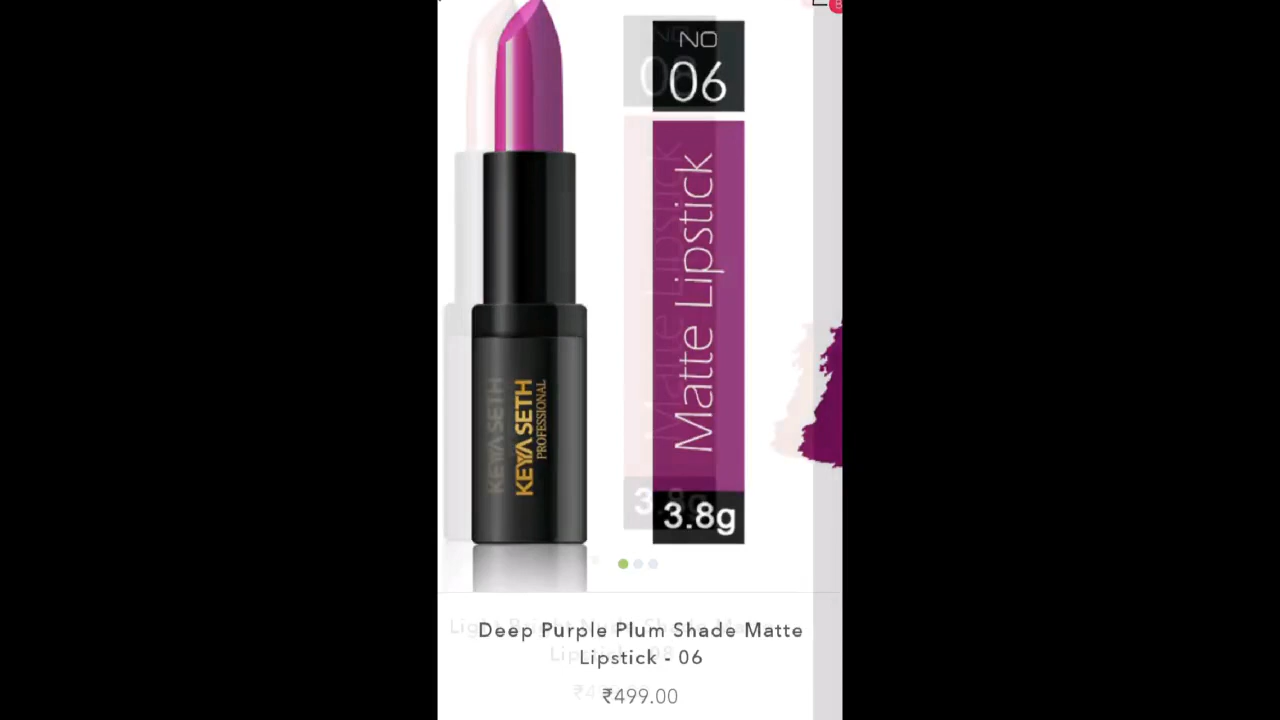 NO
06
Matte Lipstick
3.8g
KEYA SETH
PROFESSIONAL
Deep Purple Plum Shade Matte
Lipstick - 06
₹499.00